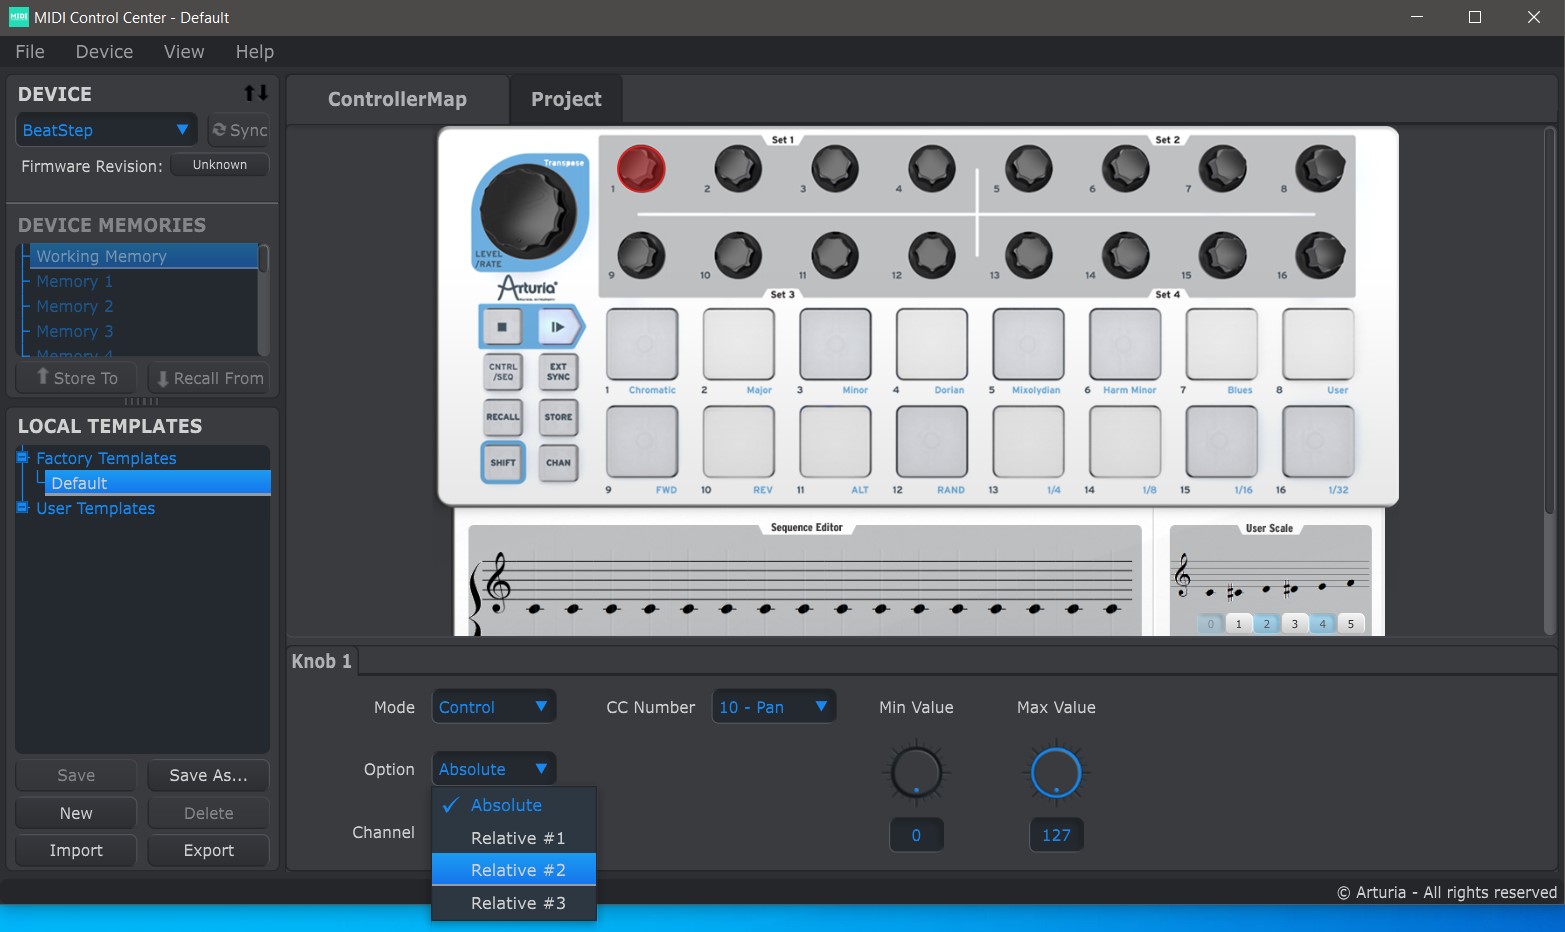 MIDI Control Center - Default
File Device View Help
DEVICE
BeatStep
Sync
Firmware Revision: Unknown
DEVICE MEMORIES
Working Memory
Memory 1
Memory 2
Memory 3
Memory 4
Store To
Recall From
LOCAL TEMPLATES
Factory Templates
Default
User Templates
Save
Save As...
New
Delete
Import
Export
ControllerMap
Project
Transpose
LEVEL
/RATE
Arturia
Set 1
Set 2
1 2 3 4 5 6 7 8
9 10 11 12 13 14 15 16
Set 3
Set 4
CNTRL
/SEQ
EXT
SYNC
RECALL
STORE
SHIFT
CHAN
1 Chromatic 2 Major 3 Minor 4 Dorian 5 Mixolydian 6 Harm Minor 7 Blues 8 User
9 FWD 10 REV 11 ALT 12 RAND 13 1/4 14 1/8 15 1/16 16 1/32
Sequence Editor
User Scale
0 1 2 3 4 5
Knob 1
Mode Control
CC Number 10 - Pan
Min Value
Max Value
Option Absolute
Absolute
Relative #1
Relative #2
Relative #3
Channel
0
127
© Arturia - All rights reserved